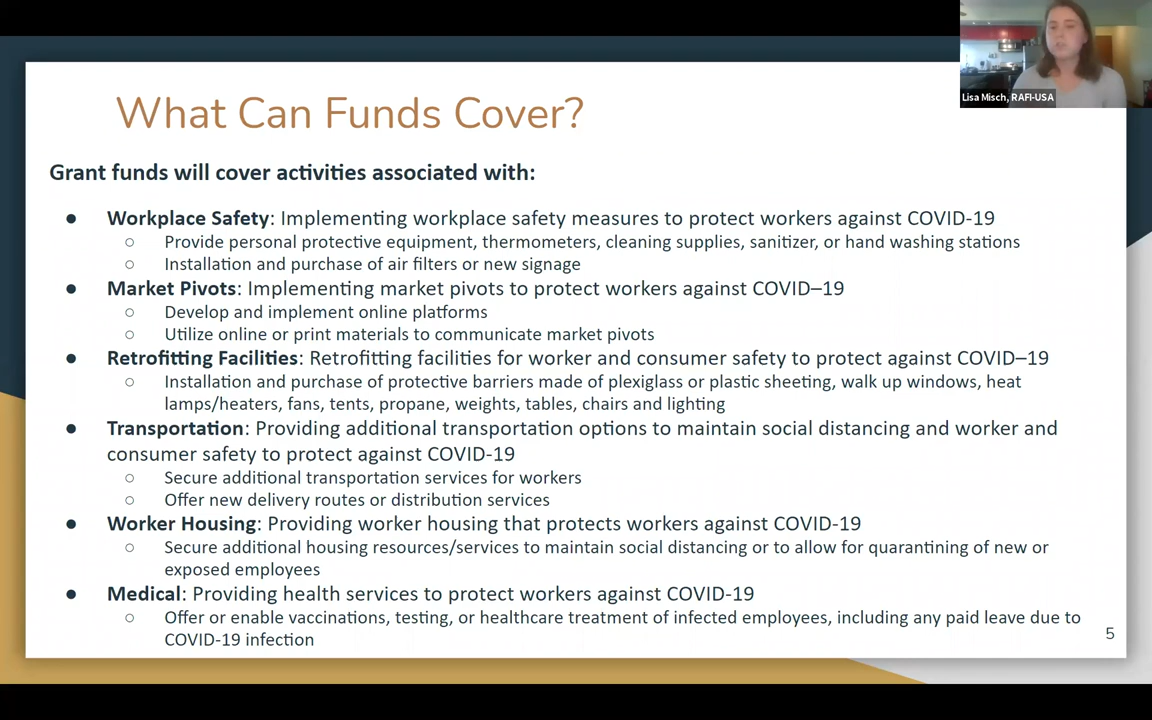 Lisa Misch, RAFI-USA
What Can Funds Cover?
Grant funds will cover activities associated with:
● Workplace Safety: Implementing workplace safety measures to protect workers against COVID-19
○ Provide personal protective equipment, thermometers, cleaning supplies, sanitizer, or hand washing stations
○ Installation and purchase of air filters or new signage
● Market Pivots: Implementing market pivots to protect workers against COVID–19
○ Develop and implement online platforms
○ Utilize online or print materials to communicate market pivots
● Retrofitting Facilities: Retrofitting facilities for worker and consumer safety to protect against COVID–19
○ Installation and purchase of protective barriers made of plexiglass or plastic sheeting, walk up windows, heat
lamps/heaters, fans, tents, propane, weights, tables, chairs and lighting
● Transportation: Providing additional transportation options to maintain social distancing and worker and
consumer safety to protect against COVID-19
○ Secure additional transportation services for workers
○ Offer new delivery routes or distribution services
● Worker Housing: Providing worker housing that protects workers against COVID-19
○ Secure additional housing resources/services to maintain social distancing or to allow for quarantining of new or
exposed employees
● Medical: Providing health services to protect workers against COVID-19
○ Offer or enable vaccinations, testing, or healthcare treatment of infected employees, including any paid leave due to
COVID-19 infection
5